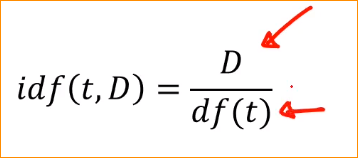 idf(t, D) = D / df(t)